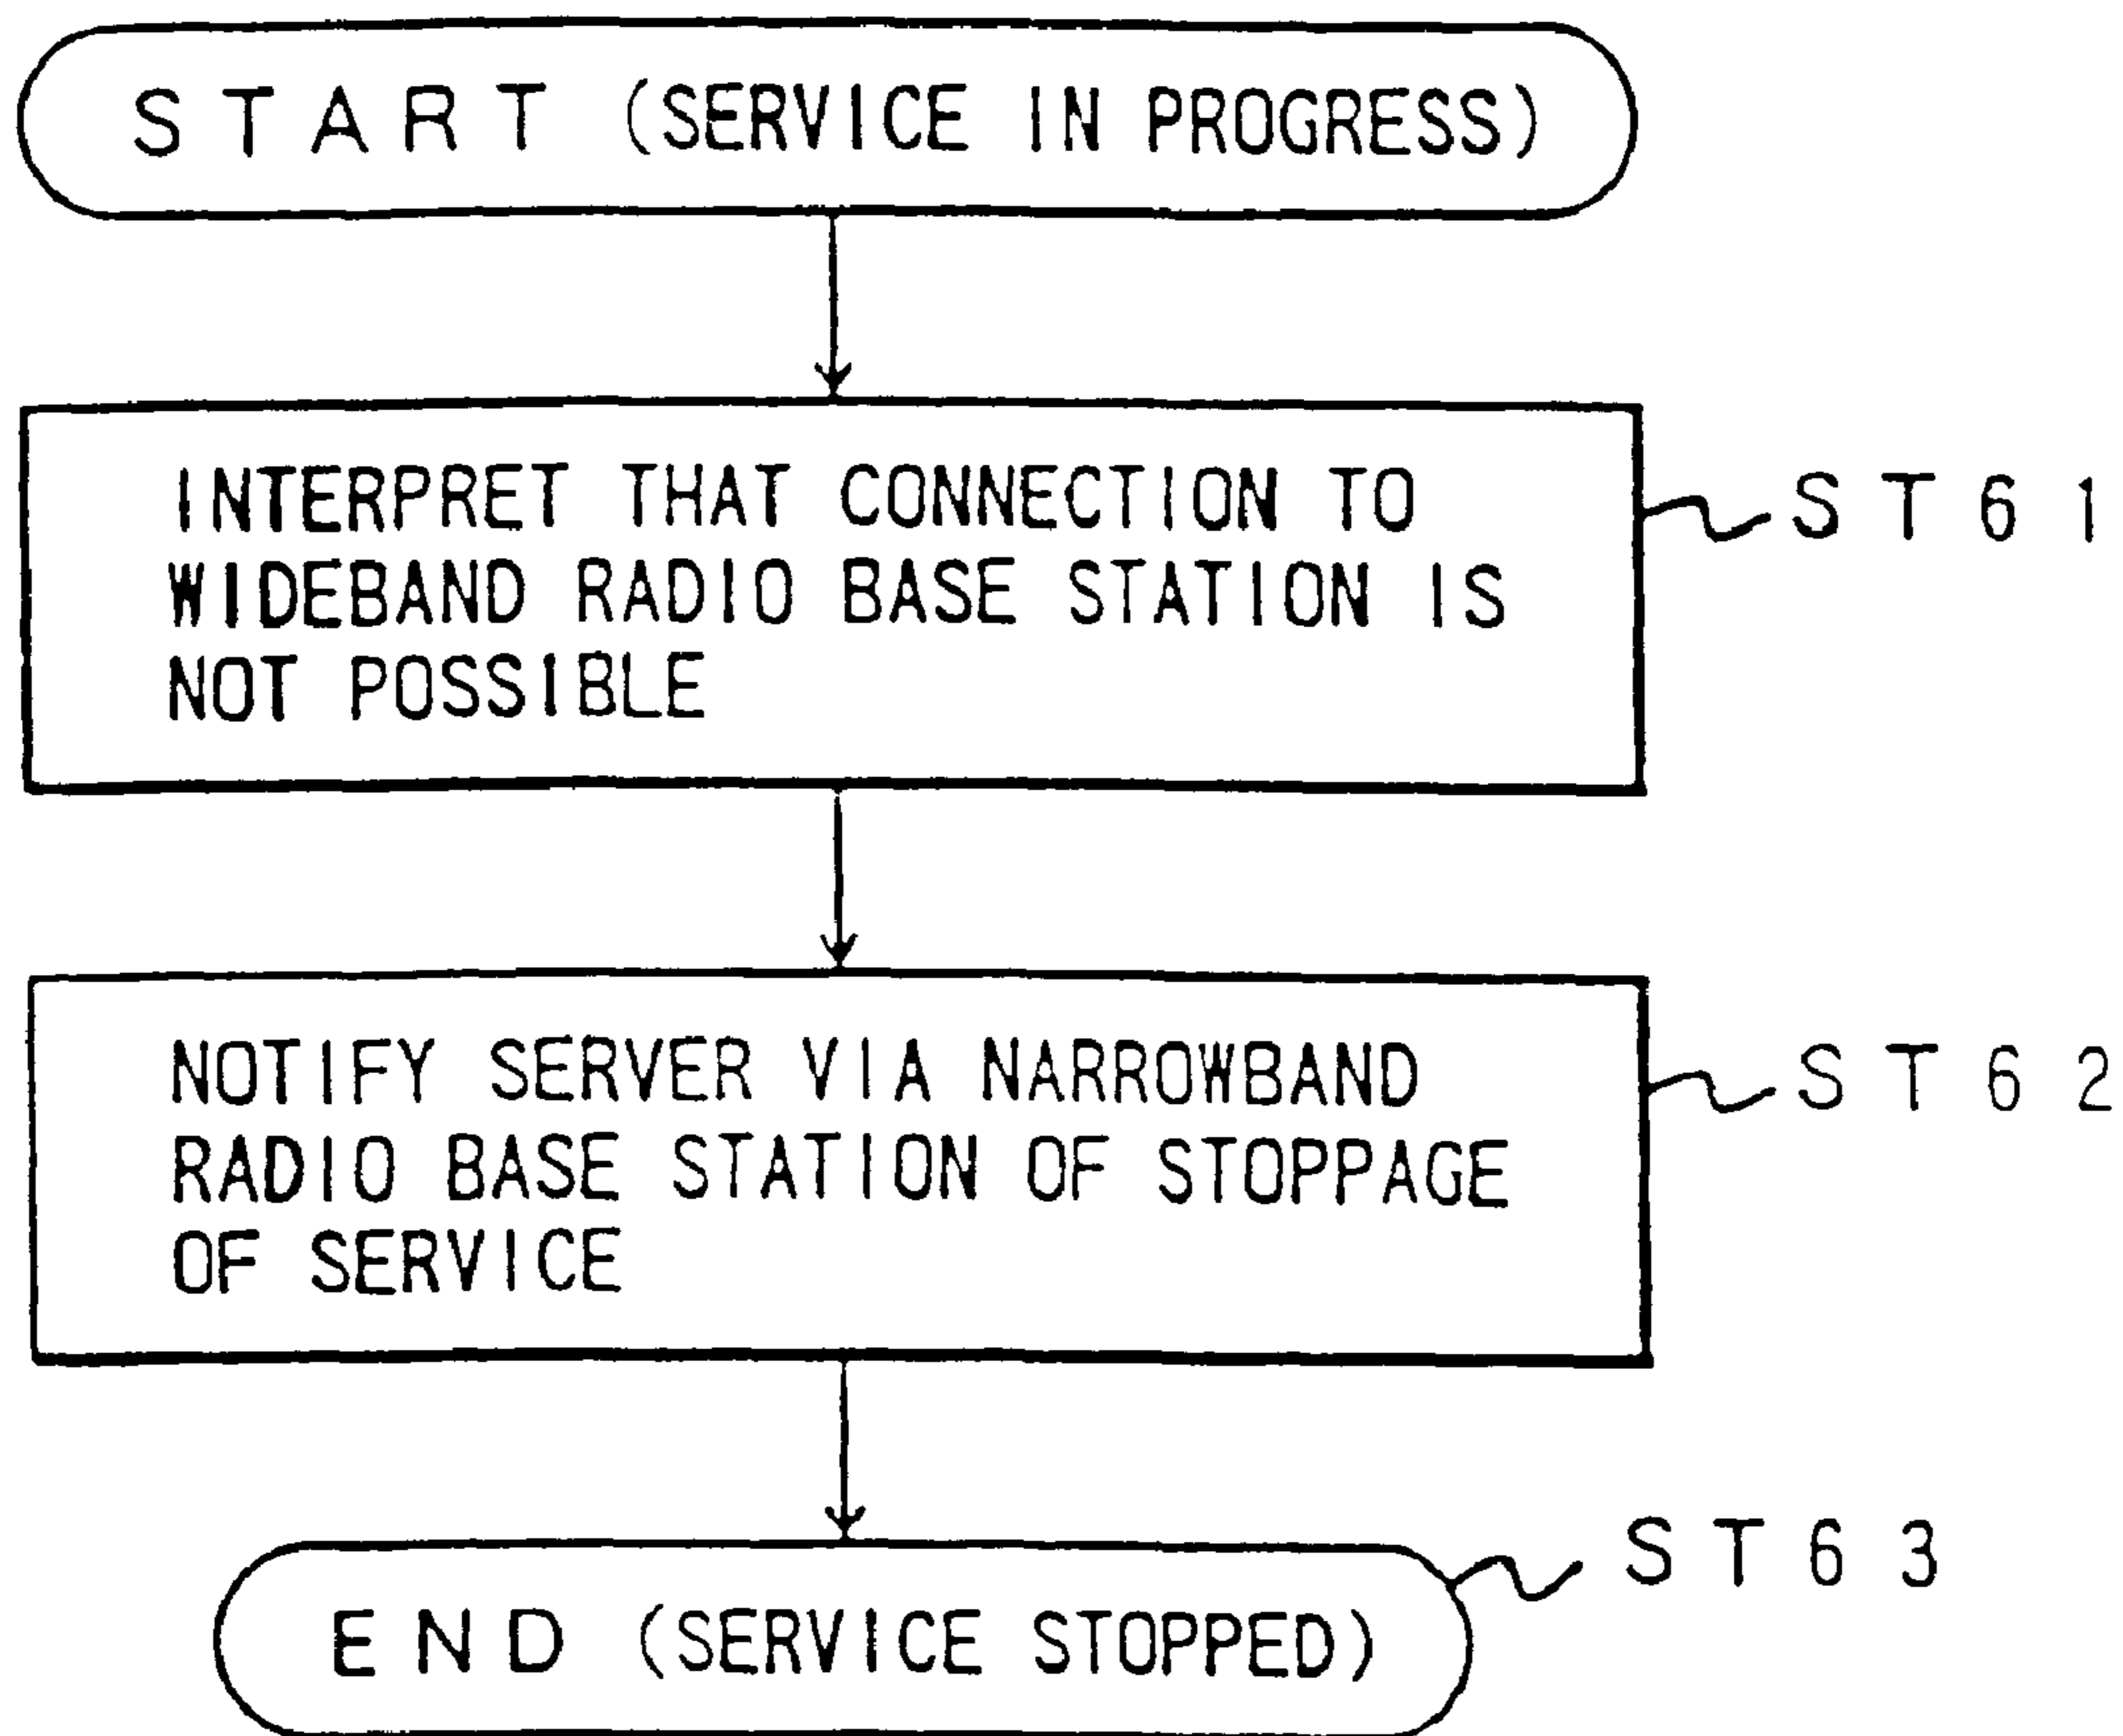 START (SERVICE IN PROGRESS)
INTERPRET THAT CONNECTION TO
WIDEBAND RADIO BASE STATION IS
NOT POSSIBLE
ST61
NOTIFY SERVER VIA NARROWBAND
RADIO BASE STATION OF STOPPAGE
OF SERVICE
ST62
END (SERVICE STOPPED)
ST63